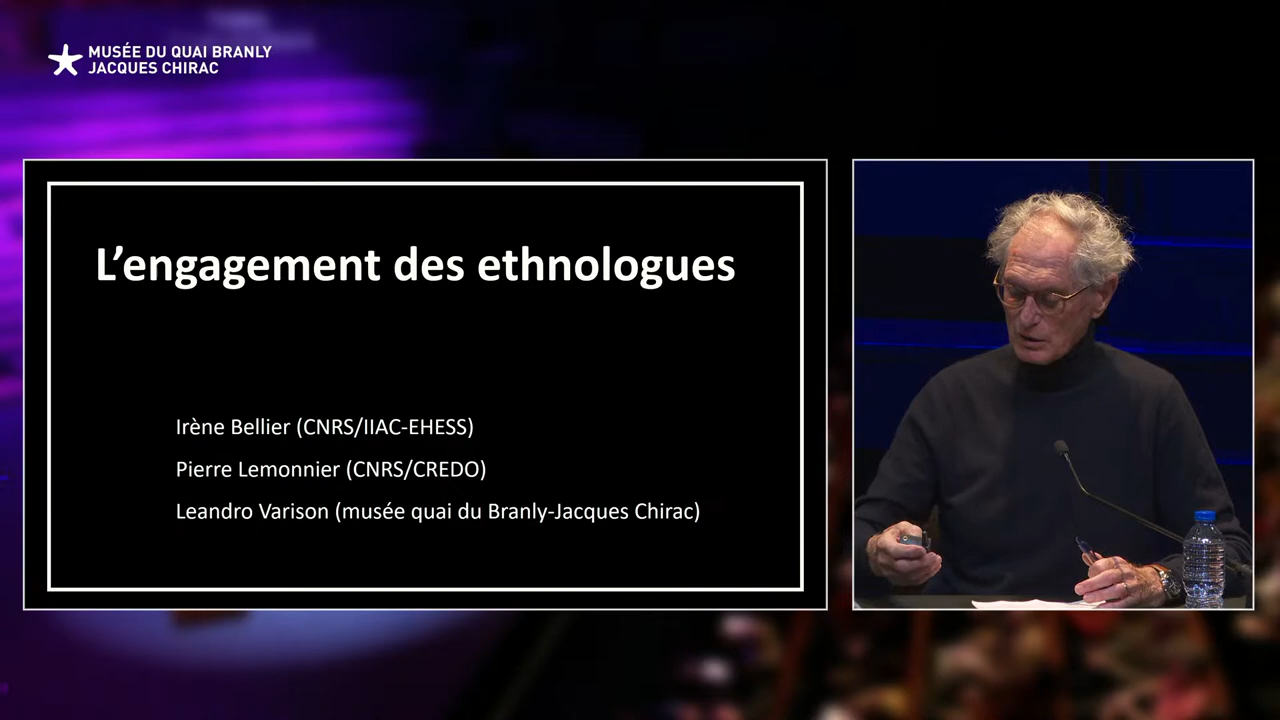 MUSÉE DU QUAI BRANLY
JACQUES CHIRAC
L’engagement des ethnologues
Irène Bellier (CNRS/IIAC-EHESS)
Pierre Lemonnier (CNRS/CREDO)
Leandro Varison (musée quai du Branly-Jacques Chirac)